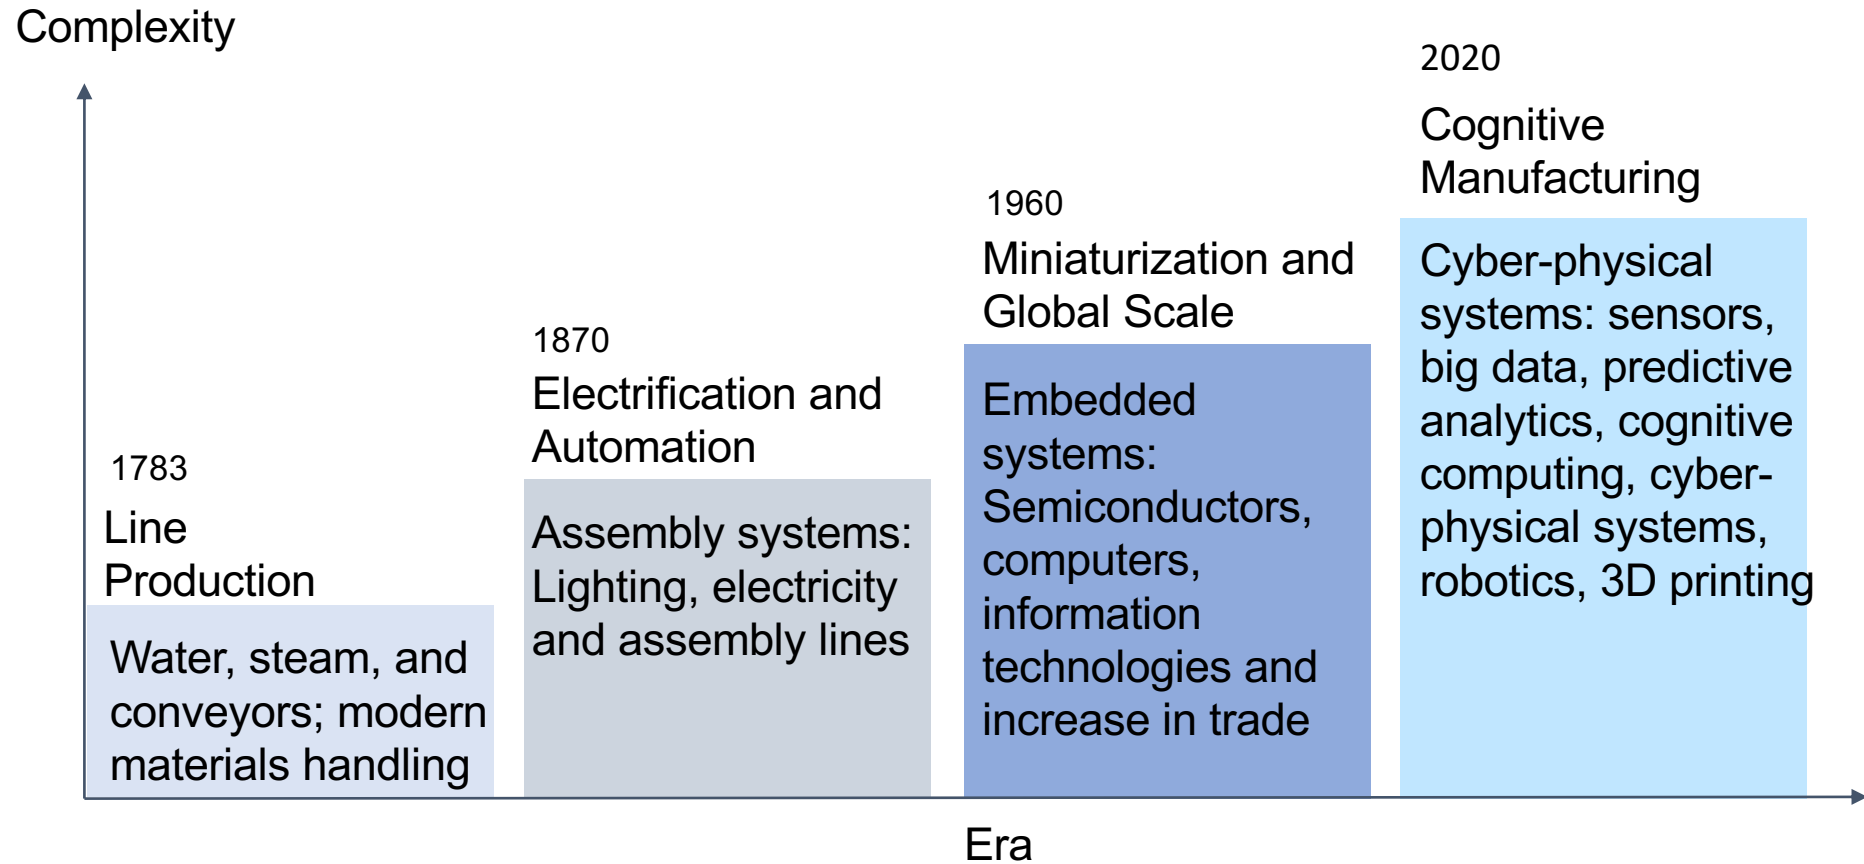 Complexity
1783
Line
Production
Water, steam, and
conveyors; modern
materials handling
1870
Electrification and
Automation
Assembly systems:
Lighting, electricity
and assembly lines
1960
Miniaturization and
Global Scale
Embedded
systems:
Semiconductors,
computers,
information
technologies and
increase in trade
2020
Cognitive
Manufacturing
Cyber-physical
systems: sensors,
big data, predictive
analytics, cognitive
computing, cyber-
physical systems,
robotics, 3D printing
Era